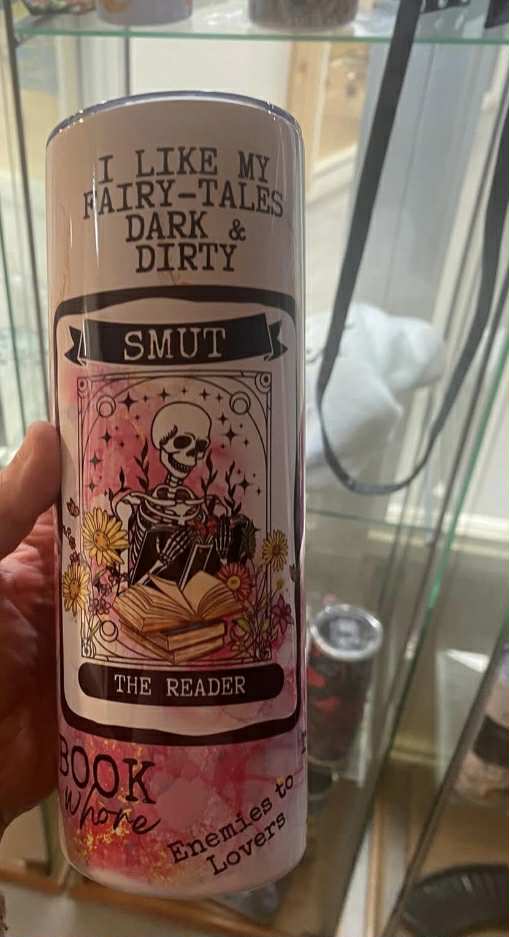 I LIKE MY
FAIRY-TALES
DARK &
DIRTY
SMUT
THE READER
BOOK
Whore
Enemies to
Lovers